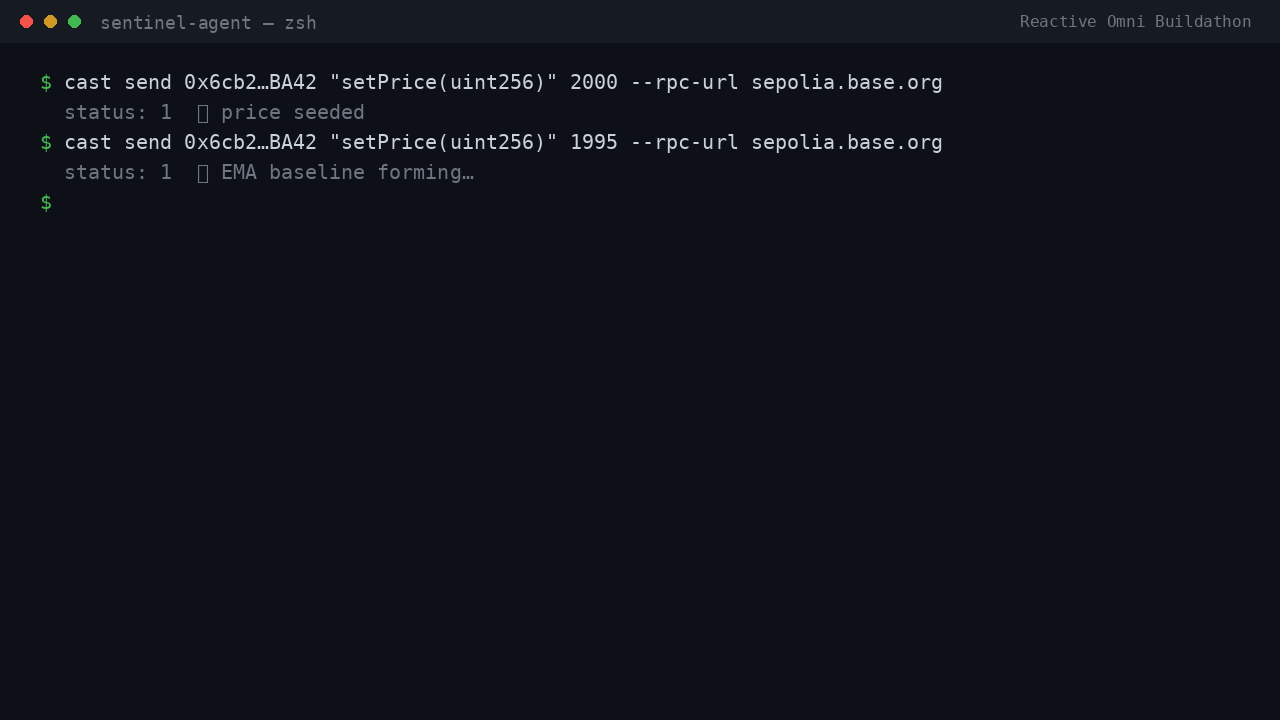 sentinel-agent — zsh
Reactive Omni Buildathon
$ cast send 0x6cb2…BA42 "setPrice(uint256)" 2000 --rpc-url sepolia.base.org
status: 1 ▯ price seeded
$ cast send 0x6cb2…BA42 "setPrice(uint256)" 1995 --rpc-url sepolia.base.org
status: 1 ▯ EMA baseline forming…
$